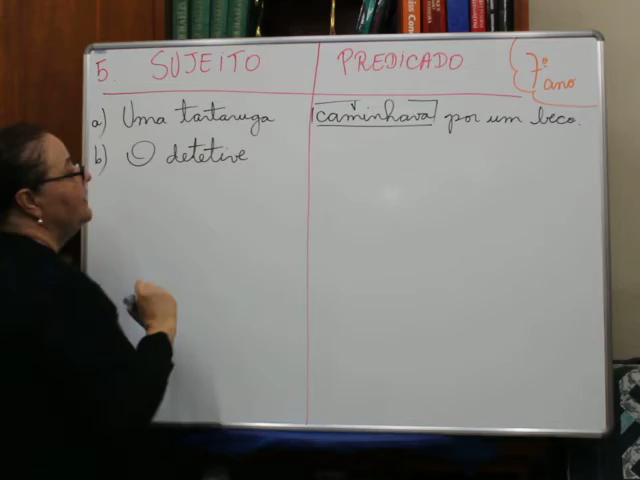 5. SUJEITO PREDICADO 7º ano
a) Uma tartaruga caminhava por um beco.
b) O detetive